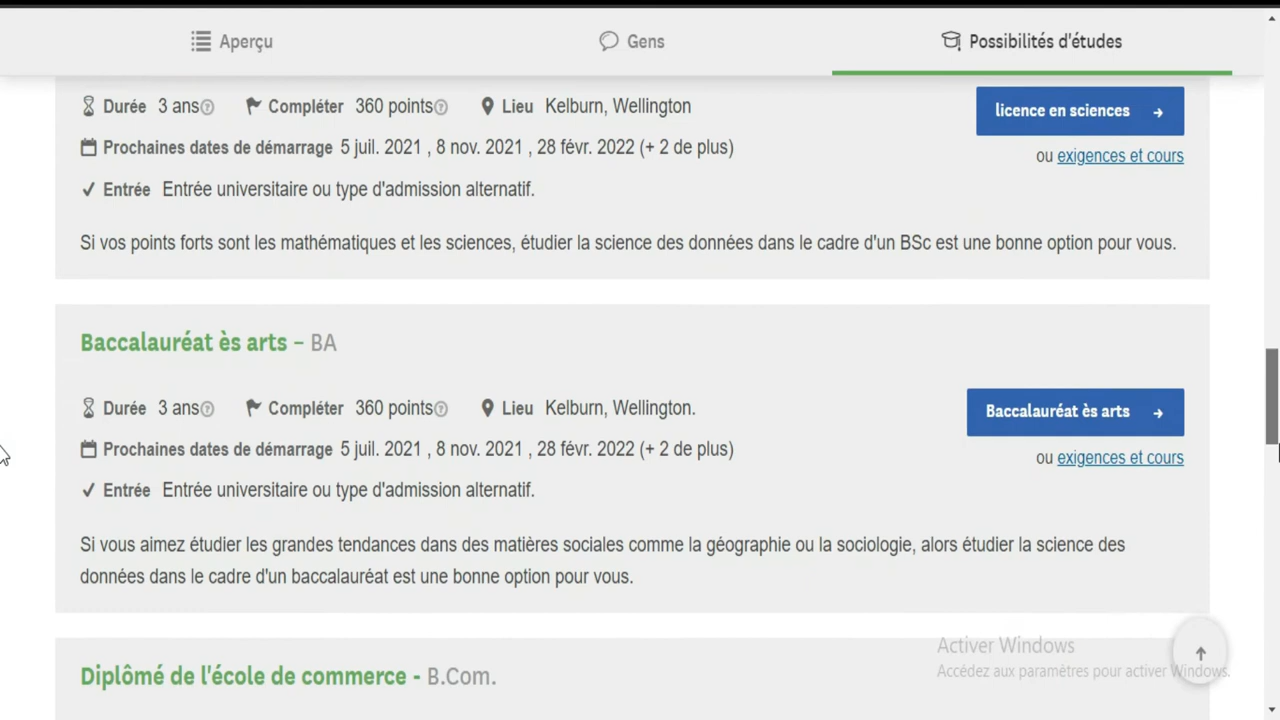 Aperçu
Gens
Possibilités d'études
Durée 3 ans Compléter 360 points Lieu Kelburn, Wellington
licence en sciences →
Prochaines dates de démarrage 5 juil. 2021 , 8 nov. 2021 , 28 févr. 2022 (+ 2 de plus)
ou exigences et cours
Entrée Entrée universitaire ou type d'admission alternatif.
Si vos points forts sont les mathématiques et les sciences, étudier la science des données dans le cadre d'un BSc est une bonne option pour vous.
Baccalauréat ès arts – BA
Durée 3 ans Compléter 360 points Lieu Kelburn, Wellington.
Baccalauréat ès arts →
Prochaines dates de démarrage 5 juil. 2021 , 8 nov. 2021 , 28 févr. 2022 (+ 2 de plus)
ou exigences et cours
Entrée Entrée universitaire ou type d'admission alternatif.
Si vous aimez étudier les grandes tendances dans des matières sociales comme la géographie ou la sociologie, alors étudier la science des
données dans le cadre d'un baccalauréat est une bonne option pour vous.
Diplômé de l'école de commerce - B.Com.
Activer Windows
Accédez aux paramètres pour activer Windows.